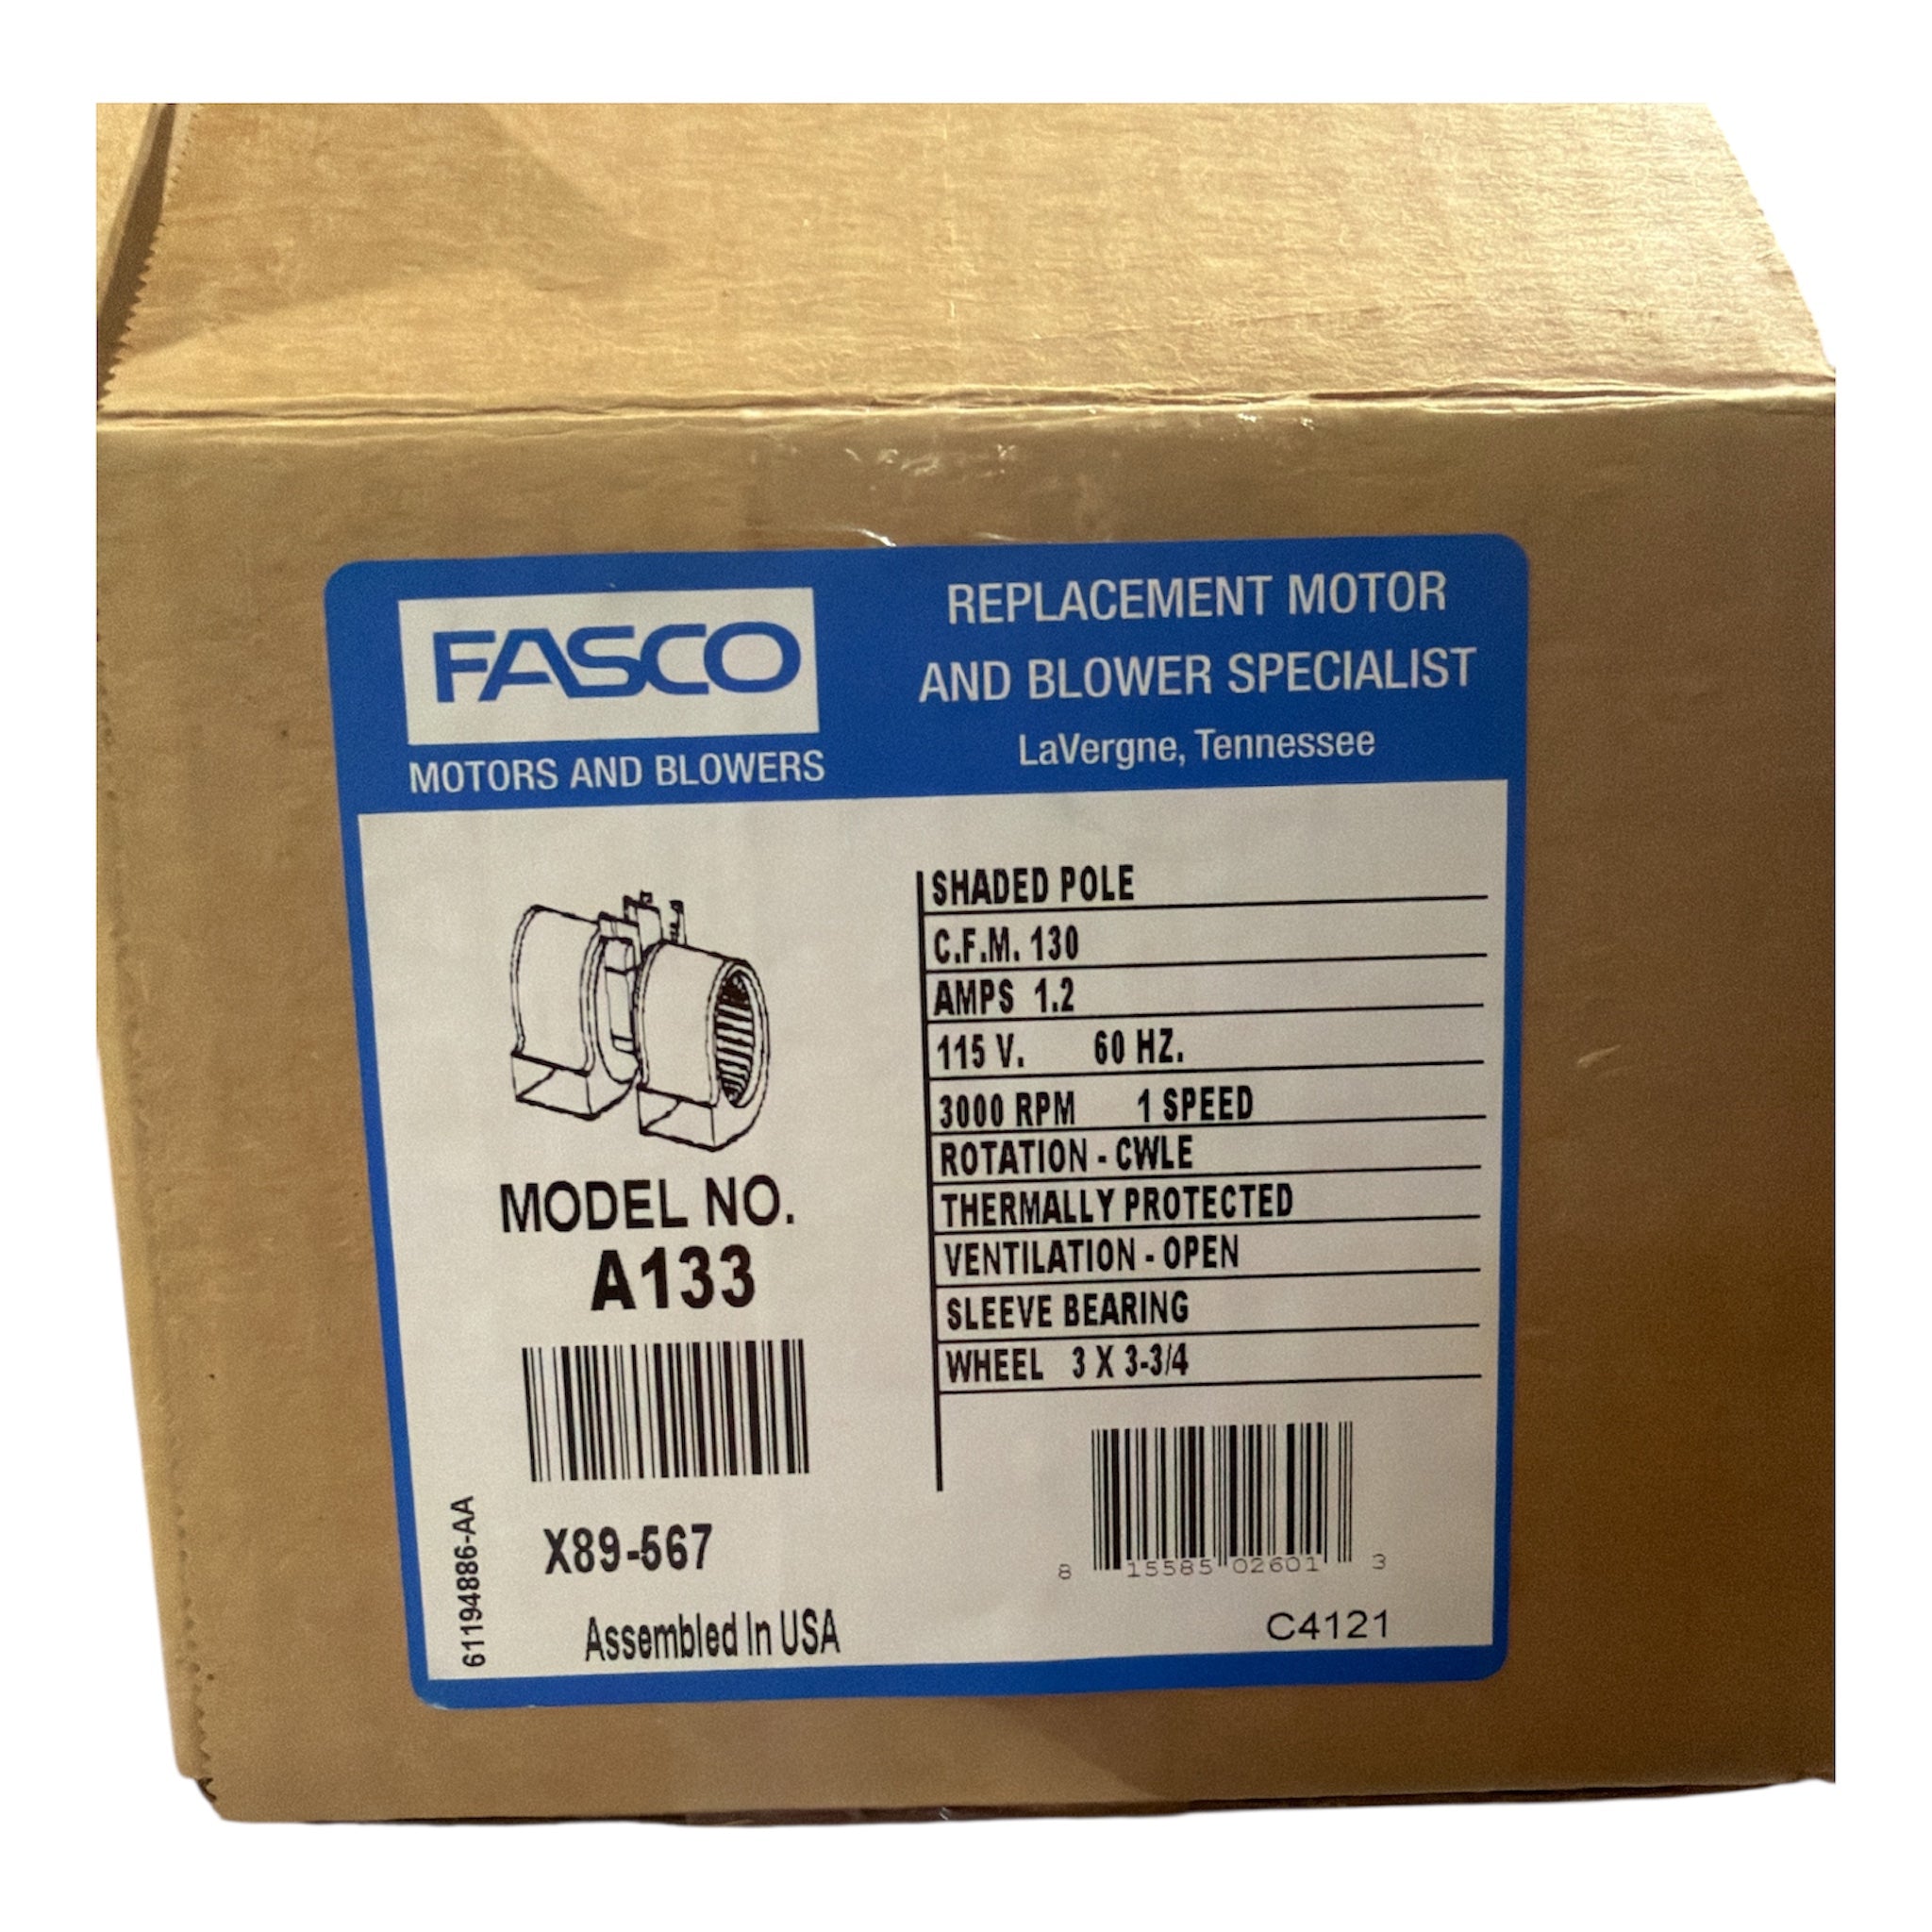 FASCO
MOTORS AND BLOWERS
REPLACEMENT MOTOR
AND BLOWER SPECIALIST
LaVergne, Tennessee
MODEL NO.
A133
X89-567
61194886-AA
Assembled In USA
SHADED POLE
C.F.M. 130
AMPS 1.2
115 V. 60 HZ.
3000 RPM 1 SPEED
ROTATION - CWLE
THERMALLY PROTECTED
VENTILATION - OPEN
SLEEVE BEARING
WHEEL 3 X 3-3/4
8 15585 02601 3
C4121